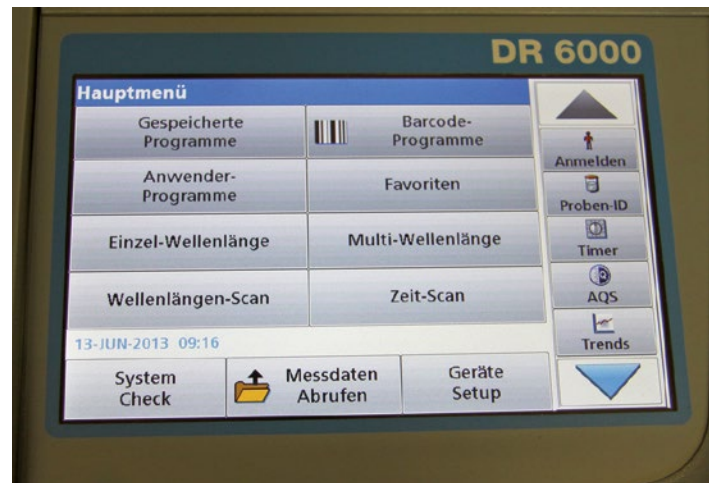 DR 6000
Hauptmenü
Gespeicherte
Programme
Barcode-
Programme
Anwender-
Programme
Favoriten
Einzel-Wellenlänge
Multi-Wellenlänge
Wellenlängen-Scan
Zeit-Scan
13-JUN-2013 09:16
System
Check
Messdaten
Abrufen
Geräte
Setup
Anmelden
Proben-ID
Timer
AQS
Trends